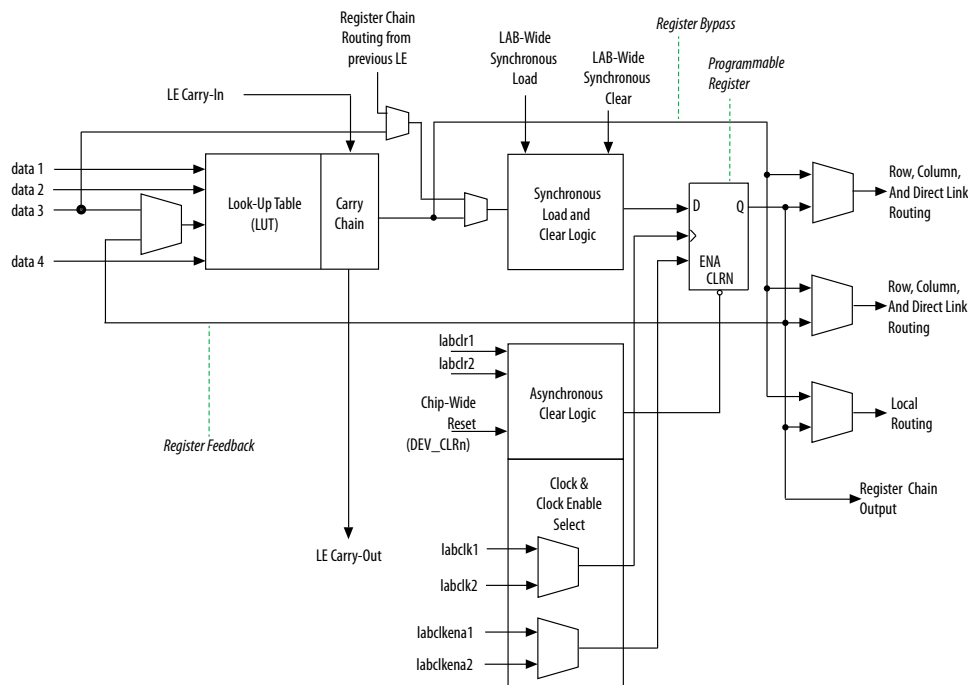 Register Chain
Routing from
previous LE
LAB-Wide
Synchronous
Load
LAB-Wide
Synchronous
Clear
Register Bypass
Programmable
Register
LE Carry-In
data 1
data 2
data 3
data 4
Look-Up Table
(LUT)
Carry
Chain
Synchronous
Load and
Clear Logic
D
Q
ENA
CLRN
Row, Column,
And Direct Link
Routing
Row, Column,
And Direct Link
Routing
Local
Routing
Register Chain
Output
labclr1
labclr2
Chip-Wide
Reset
(DEV_CLRn)
Asynchronous
Clear Logic
Register Feedback
Clock &
Clock Enable
Select
LE Carry-Out
labclk1
labclk2
labclkena1
labclkena2